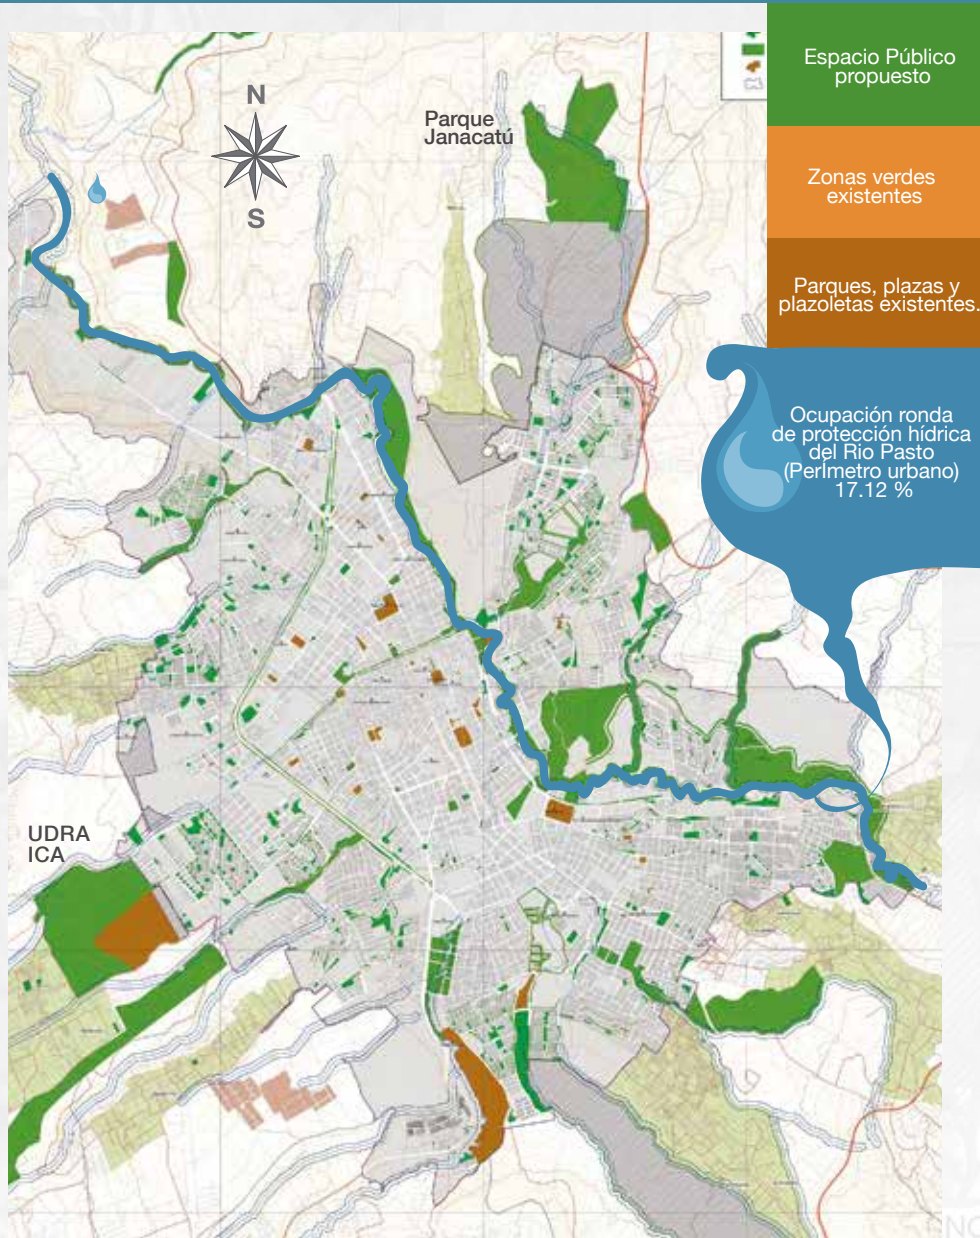 N
S
Parque
Janacatú
UDRA
ICA
Espacio Público
propuesto
Zonas verdes
existentes
Parques, plazas y
plazoletas existentes.
Ocupación ronda
de protección hídrica
del Rio Pasto
(Perímetro urbano)
17.12 %